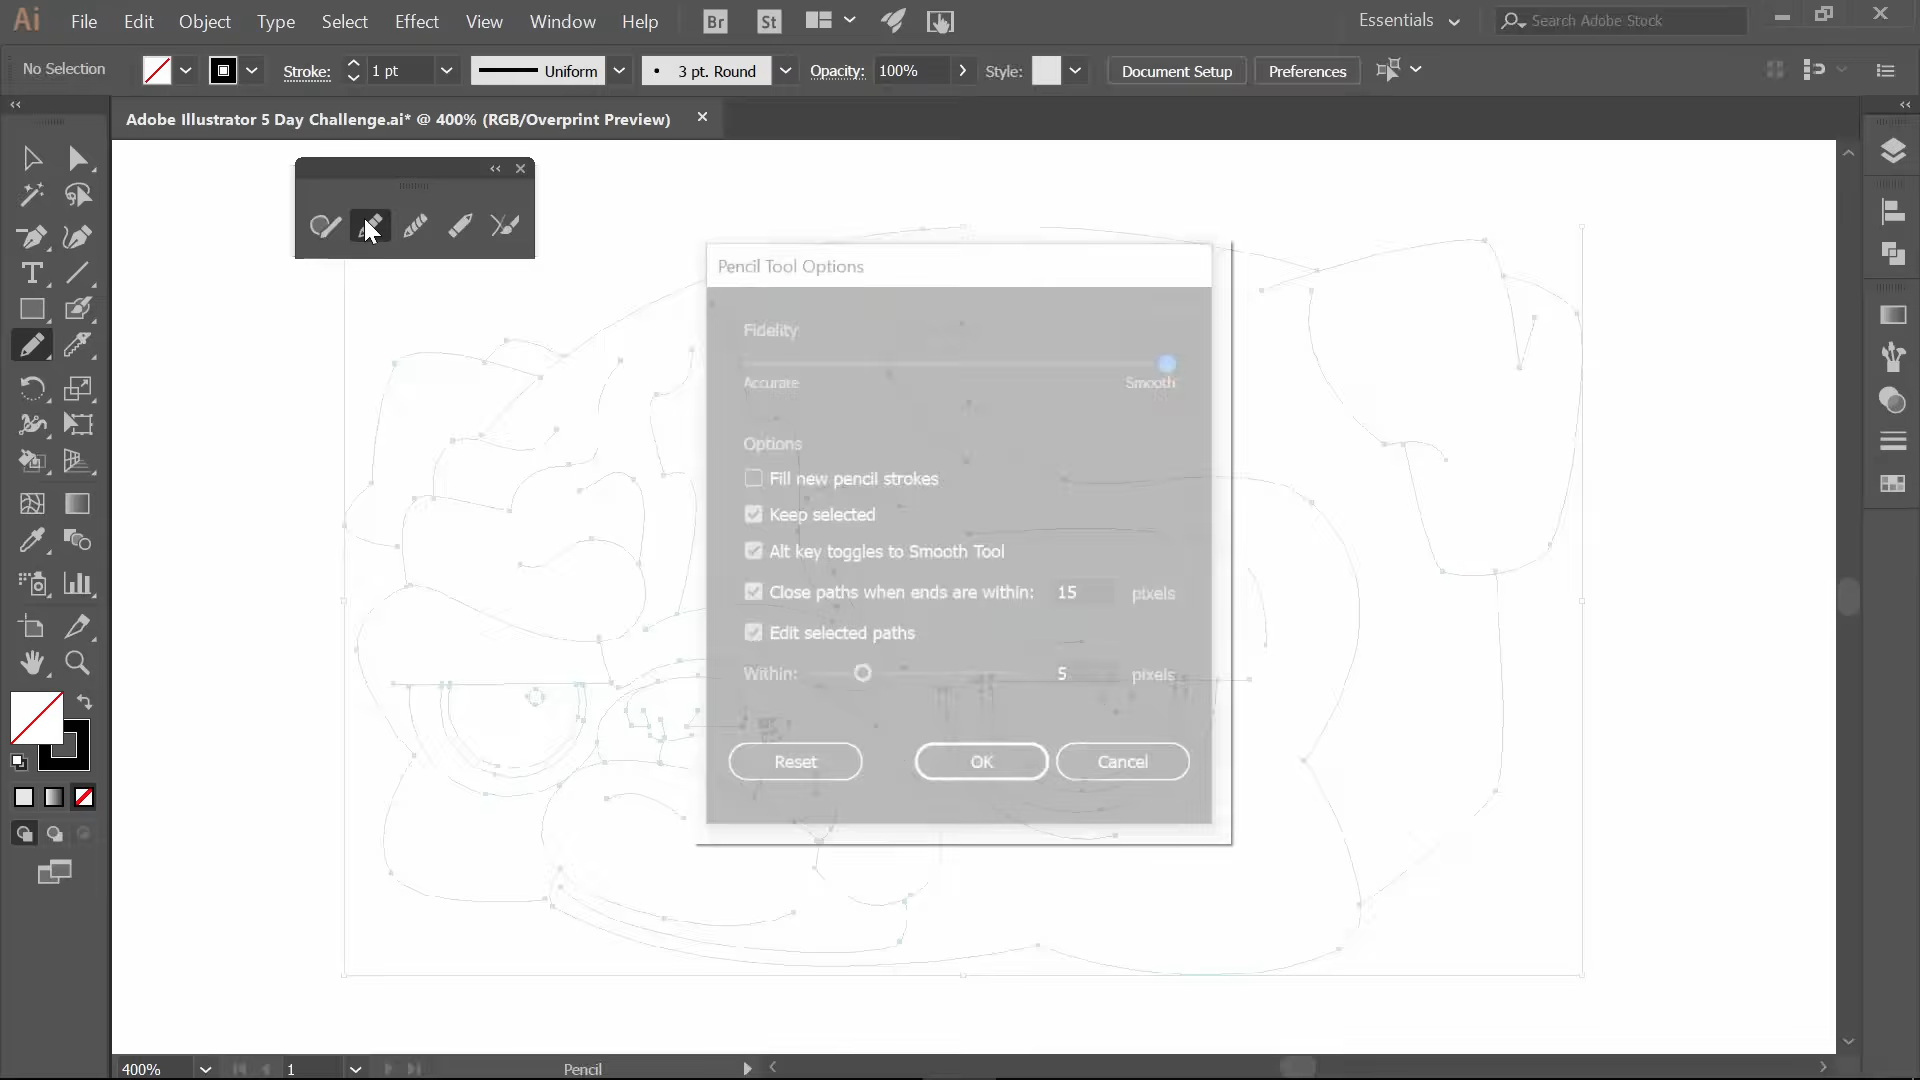 Ai File Edit Object Type Select Effect View Window Help Br St Essentials Search Adobe Stock
No Selection Stroke: 1 pt Uniform 3 pt. Round Opacity: 100% Style: Document Setup Preferences
Adobe Illustrator 5 Day Challenge.ai* @ 400% (RGB/Overprint Preview)
Pencil Tool Options
Fidelity
Accurate Smooth
Options
Fill new pencil strokes
Keep selected
Alt key toggles to Smooth Tool
Close paths when ends are within: 15 pixels
Edit selected paths
Within: 5 pixels
Reset OK Cancel
400% 1 Pencil